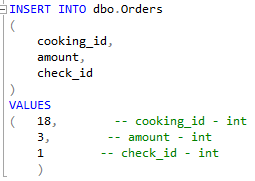 INSERT INTO dbo.Orders
(
    cooking_id,
    amount,
    check_id
)
VALUES
(   18,        -- cooking_id - int
    3,        -- amount - int
    1        -- check_id - int
    )